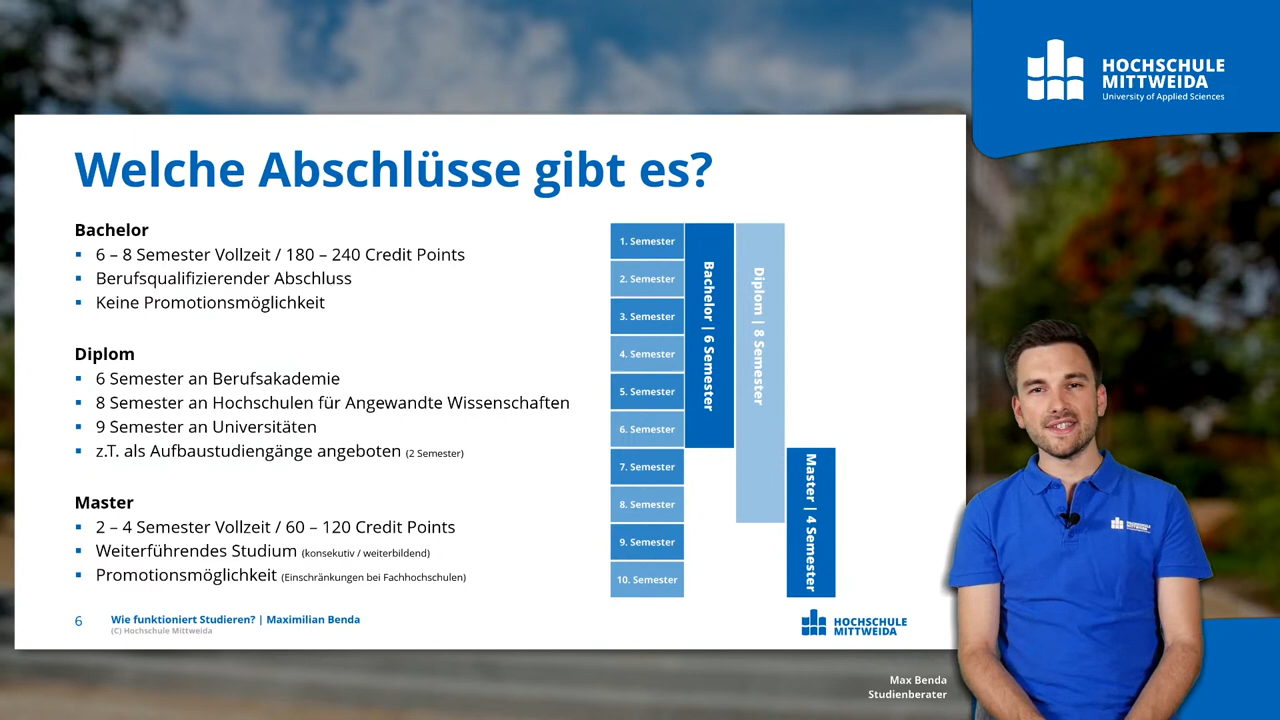 HOCHSCHULE
MITTWEIDA
University of Applied Sciences
Welche Abschlüsse gibt es?
Bachelor
6 – 8 Semester Vollzeit / 180 – 240 Credit Points
Berufsqualifizierender Abschluss
Keine Promotionsmöglichkeit
Diplom
6 Semester an Berufsakademie
8 Semester an Hochschulen für Angewandte Wissenschaften
9 Semester an Universitäten
z.T. als Aufbaustudiengänge angeboten (2 Semester)
Master
2 – 4 Semester Vollzeit / 60 – 120 Credit Points
Weiterführendes Studium (konsekutiv / weiterbildend)
Promotionsmöglichkeit (Einschränkungen bei Fachhochschulen)
1. Semester
2. Semester
3. Semester
4. Semester
5. Semester
6. Semester
7. Semester
8. Semester
9. Semester
10. Semester
Bachelor | 6 Semester
Diplom | 8 Semester
Master | 4 Semester
6
Wie funktioniert Studieren? | Maximilian Benda
(C) Hochschule Mittweida
HOCHSCHULE
MITTWEIDA
Max Benda
Studienberater